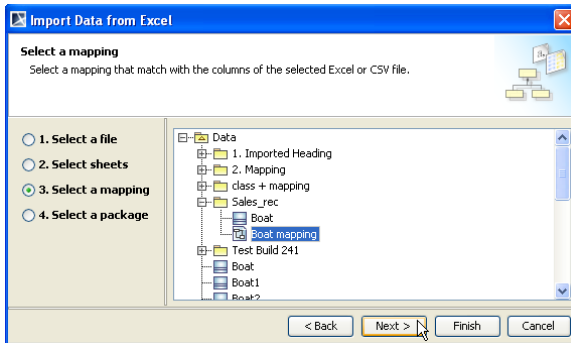 Import Data from Excel
Select a mapping
Select a mapping that match with the columns of the selected Excel or CSV file.
1. Select a file
2. Select sheets
3. Select a mapping
4. Select a package
Data
1. Imported Heading
2. Mapping
class + mapping
Sales_rec
Boat
Boat mapping
Test Build 241
Boat
Boat1
Boat2
< Back
Next >
Finish
Cancel